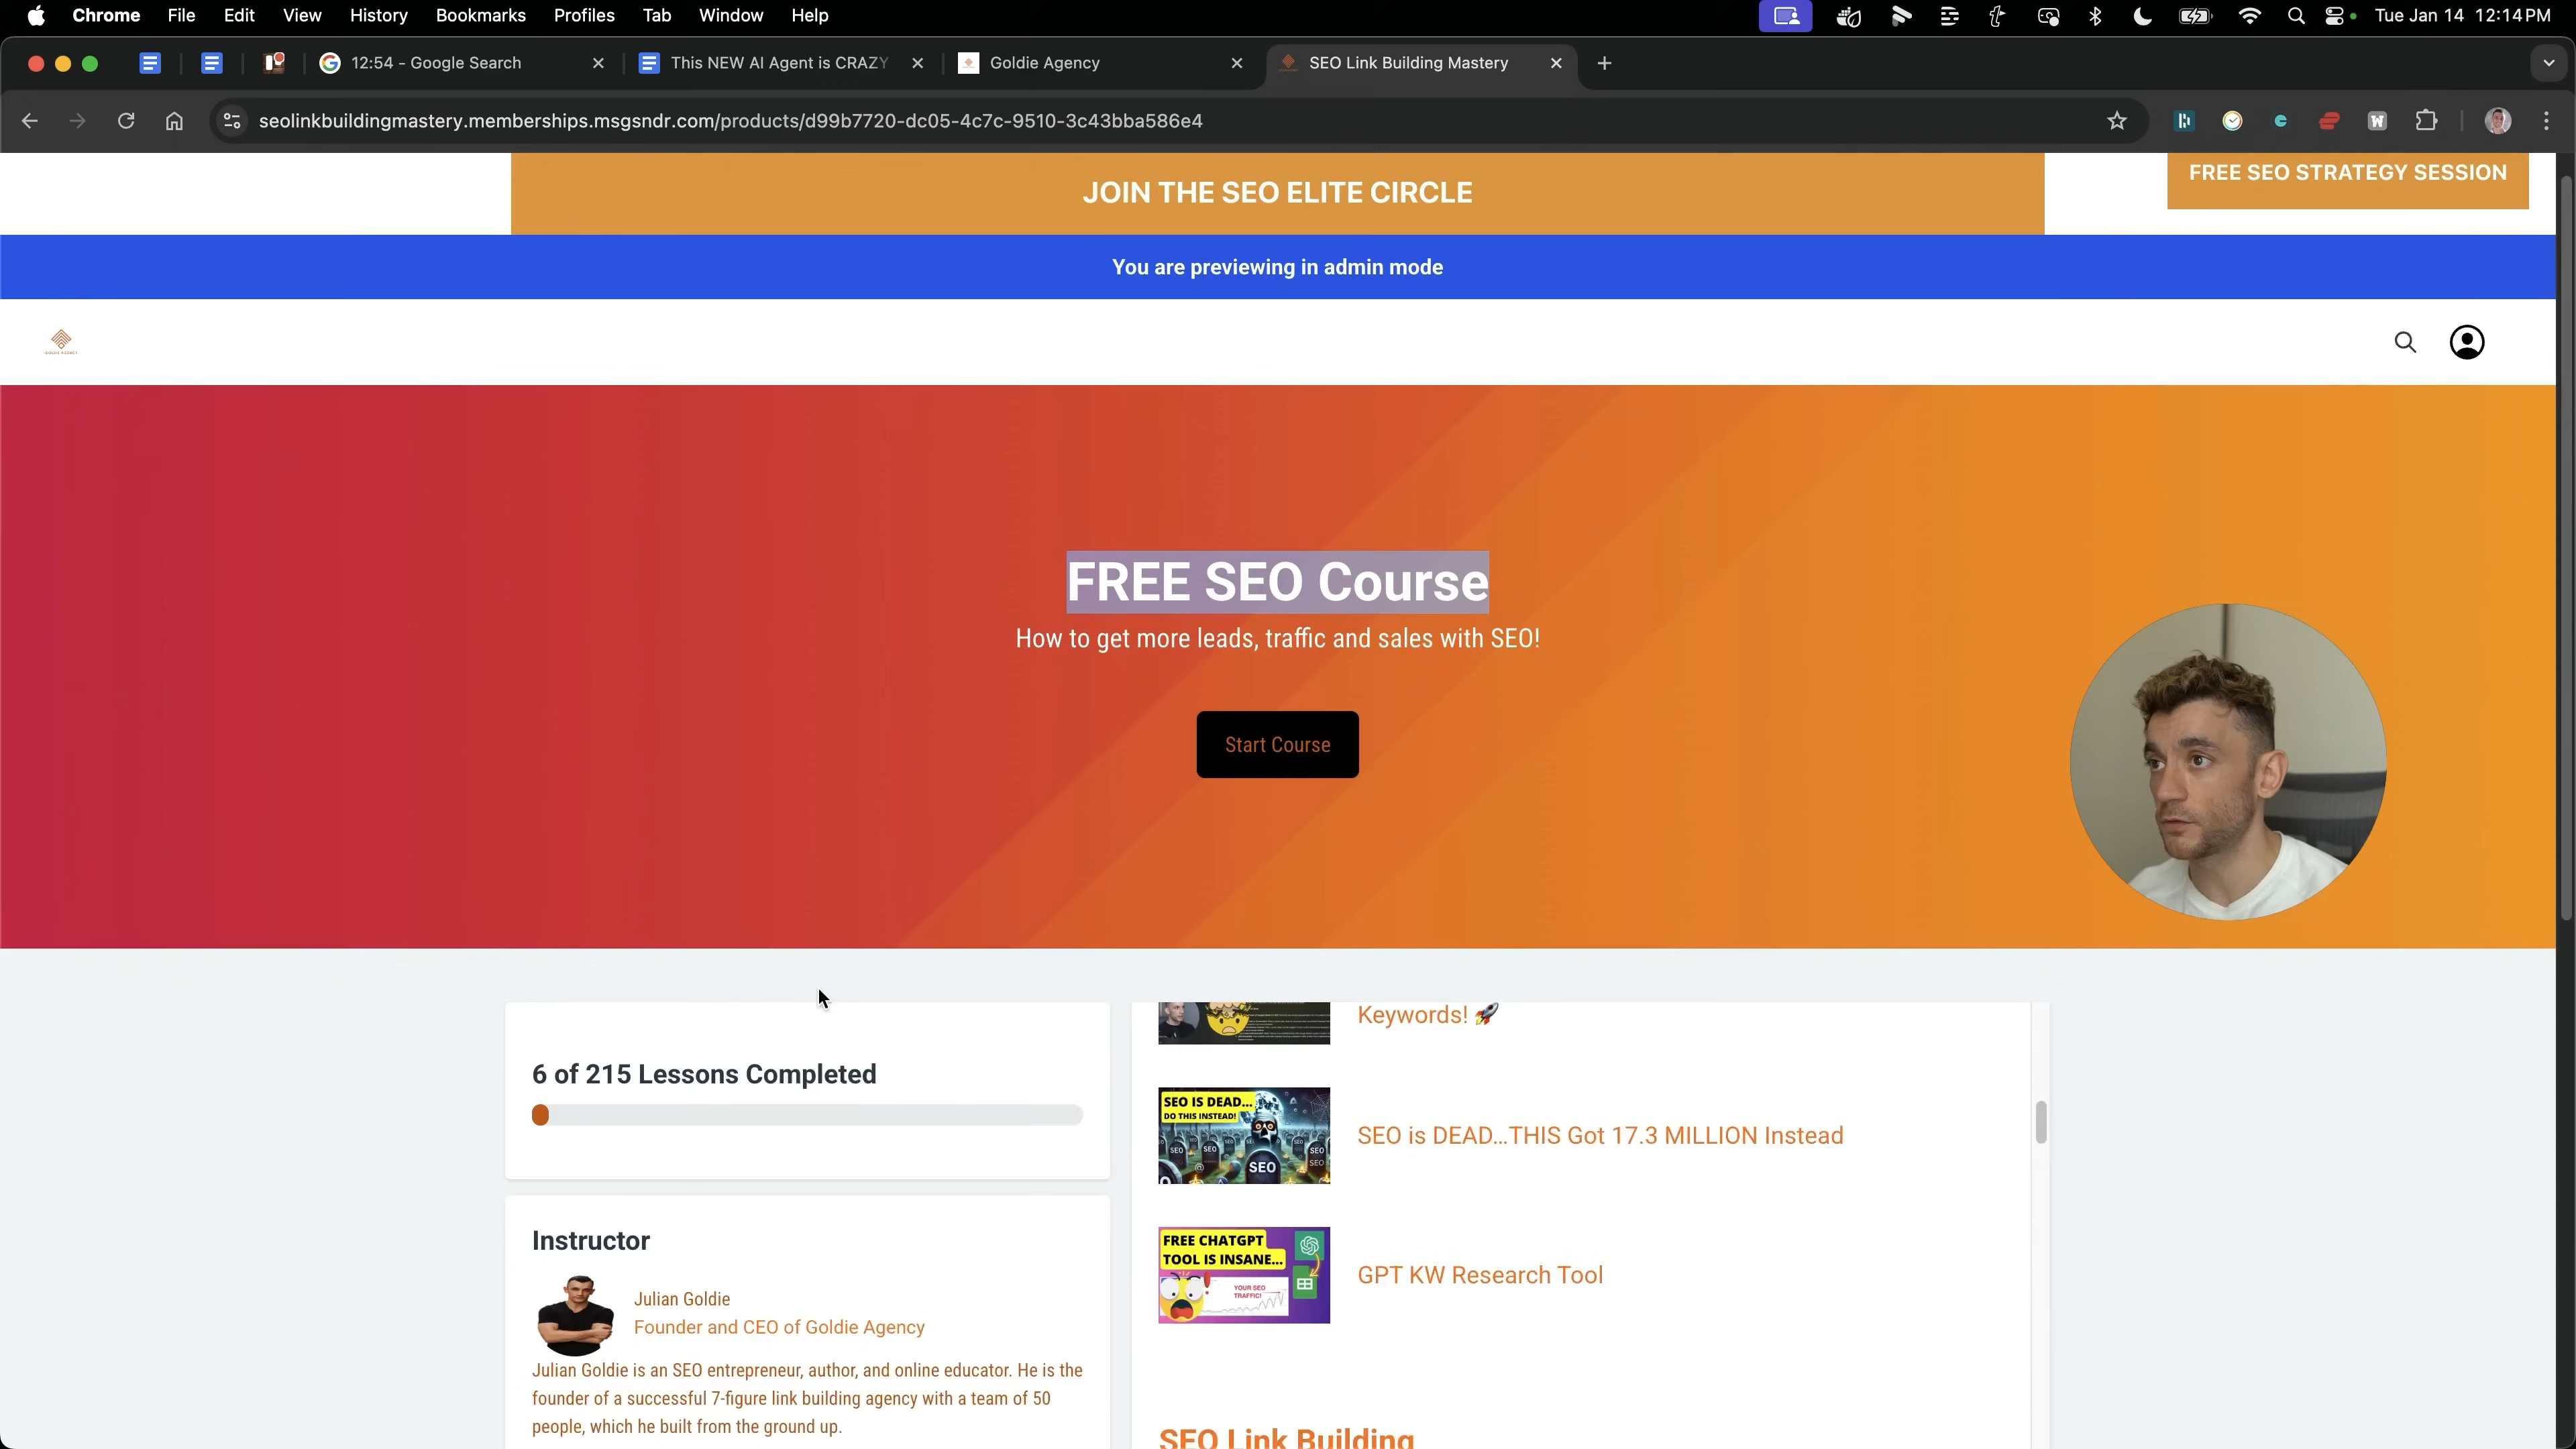 Chrome File Edit View History Bookmarks Profiles Tab Window Help Tue Jan 14 12:14 PM
12:54 - Google Search This NEW AI Agent is CRAZY Goldie Agency SEO Link Building Mastery
seolinkbuildingmastery.memberships.msgsndr.com/products/d99b7720-dc05-4c7c-9510-3c43bba586e4
JOIN THE SEO ELITE CIRCLE
FREE SEO STRATEGY SESSION
You are previewing in admin mode
FREE SEO Course
How to get more leads, traffic and sales with SEO!
Start Course
6 of 215 Lessons Completed
Instructor
Julian Goldie
Founder and CEO of Goldie Agency
Julian Goldie is an SEO entrepreneur, author, and online educator. He is the
founder of a successful 7-figure link building agency with a team of 50
people, which he built from the ground up.
Keywords! 🚀
SEO IS DEAD...
DO THIS INSTEAD!
SEO
SEO is DEAD...THIS Got 17.3 MILLION Instead
FREE CHATGPT
TOOL IS INSANE...
YOUR SEO
TRAFFIC!
GPT KW Research Tool
SEO Link Building